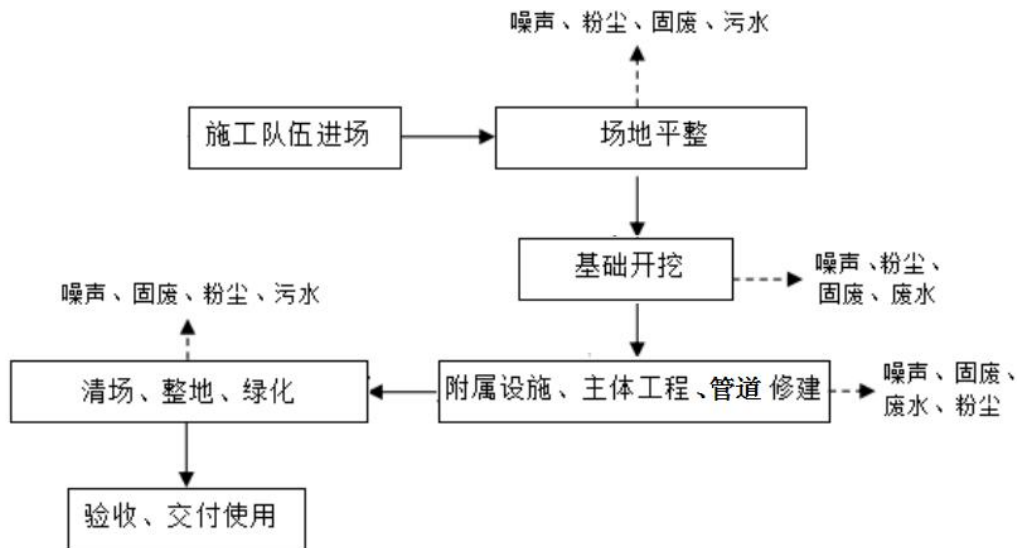 噪声、粉尘、固废、污水
施工队伍进场
场地平整
基础开挖
噪声、粉尘、
固废、废水
噪声、固废、粉尘、污水
清场、整地、绿化
附属设施、主体工程、管道修建
噪声、固废、
废水、粉尘
验收、交付使用